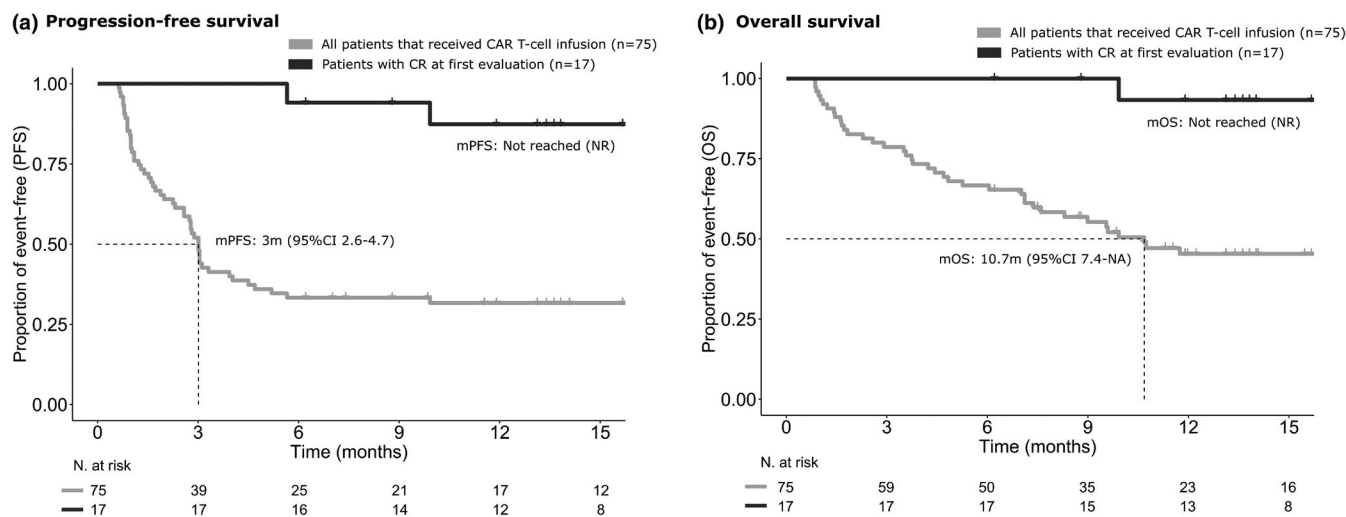 (a) Progression-free survival
All patients that received CAR T-cell infusion (n=75)
Patients with CR at first evaluation (n=17)
Proportion of event-free (PFS)
1.00
0.75
0.50
0.25
0.00
mPFS: Not reached (NR)
mPFS: 3m (95%CI 2.6-4.7)
0 3 6 9 12 15
Time (months)
N. at risk
75 39 25 21 17 12
17 17 16 14 12 8
(b) Overall survival
All patients that received CAR T-cell infusion (n=75)
Patients with CR at first evaluation (n=17)
Proportion of event-free (OS)
1.00
0.75
0.50
0.25
0.00
mOS: Not reached (NR)
mOS: 10.7m (95%CI 7.4-NA)
0 3 6 9 12 15
Time (months)
N. at risk
75 59 50 35 23 16
17 17 17 15 13 8